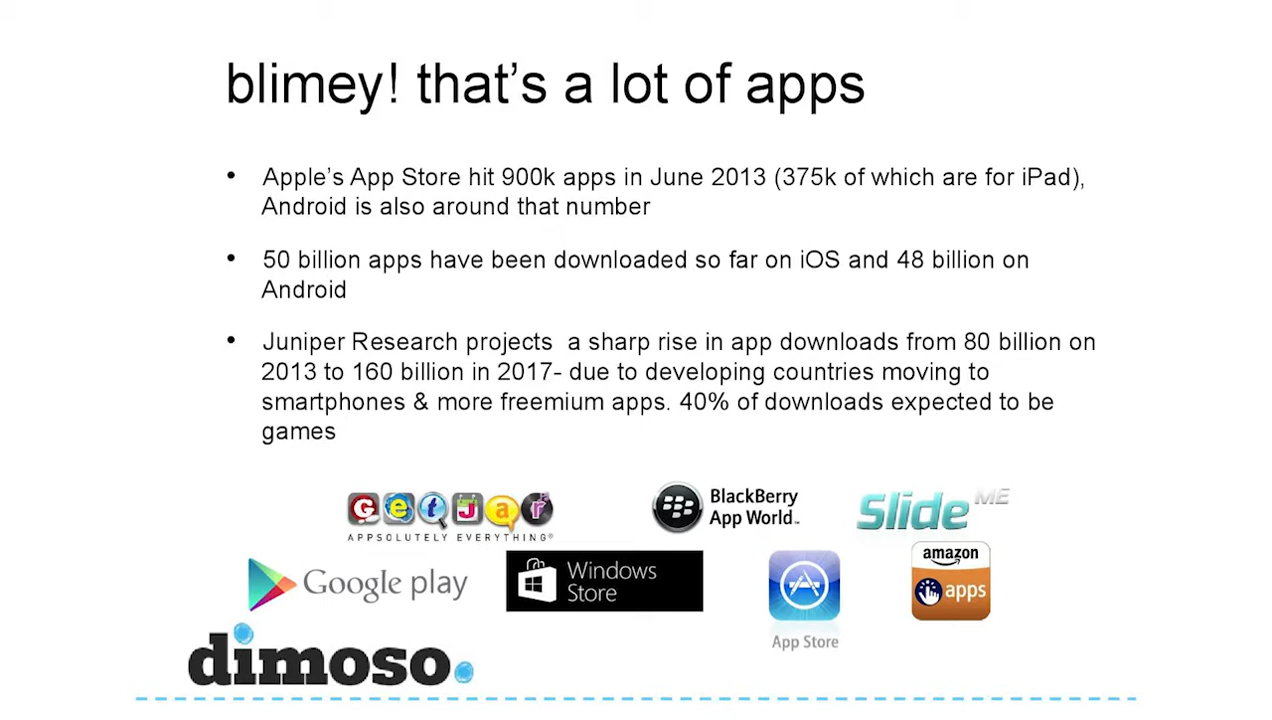 blimey! that’s a lot of apps
• Apple’s App Store hit 900k apps in June 2013 (375k of which are for iPad),
Android is also around that number
• 50 billion apps have been downloaded so far on iOS and 48 billion on
Android
• Juniper Research projects  a sharp rise in app downloads from 80 billion on
2013 to 160 billion in 2017- due to developing countries moving to
smartphones & more freemium apps. 40% of downloads expected to be
games
GetJar
APPSOLUTELY EVERYTHING®
BlackBerry
App World™
SlideME
Google play
Windows
Store
App Store
amazon
apps
dimoso.